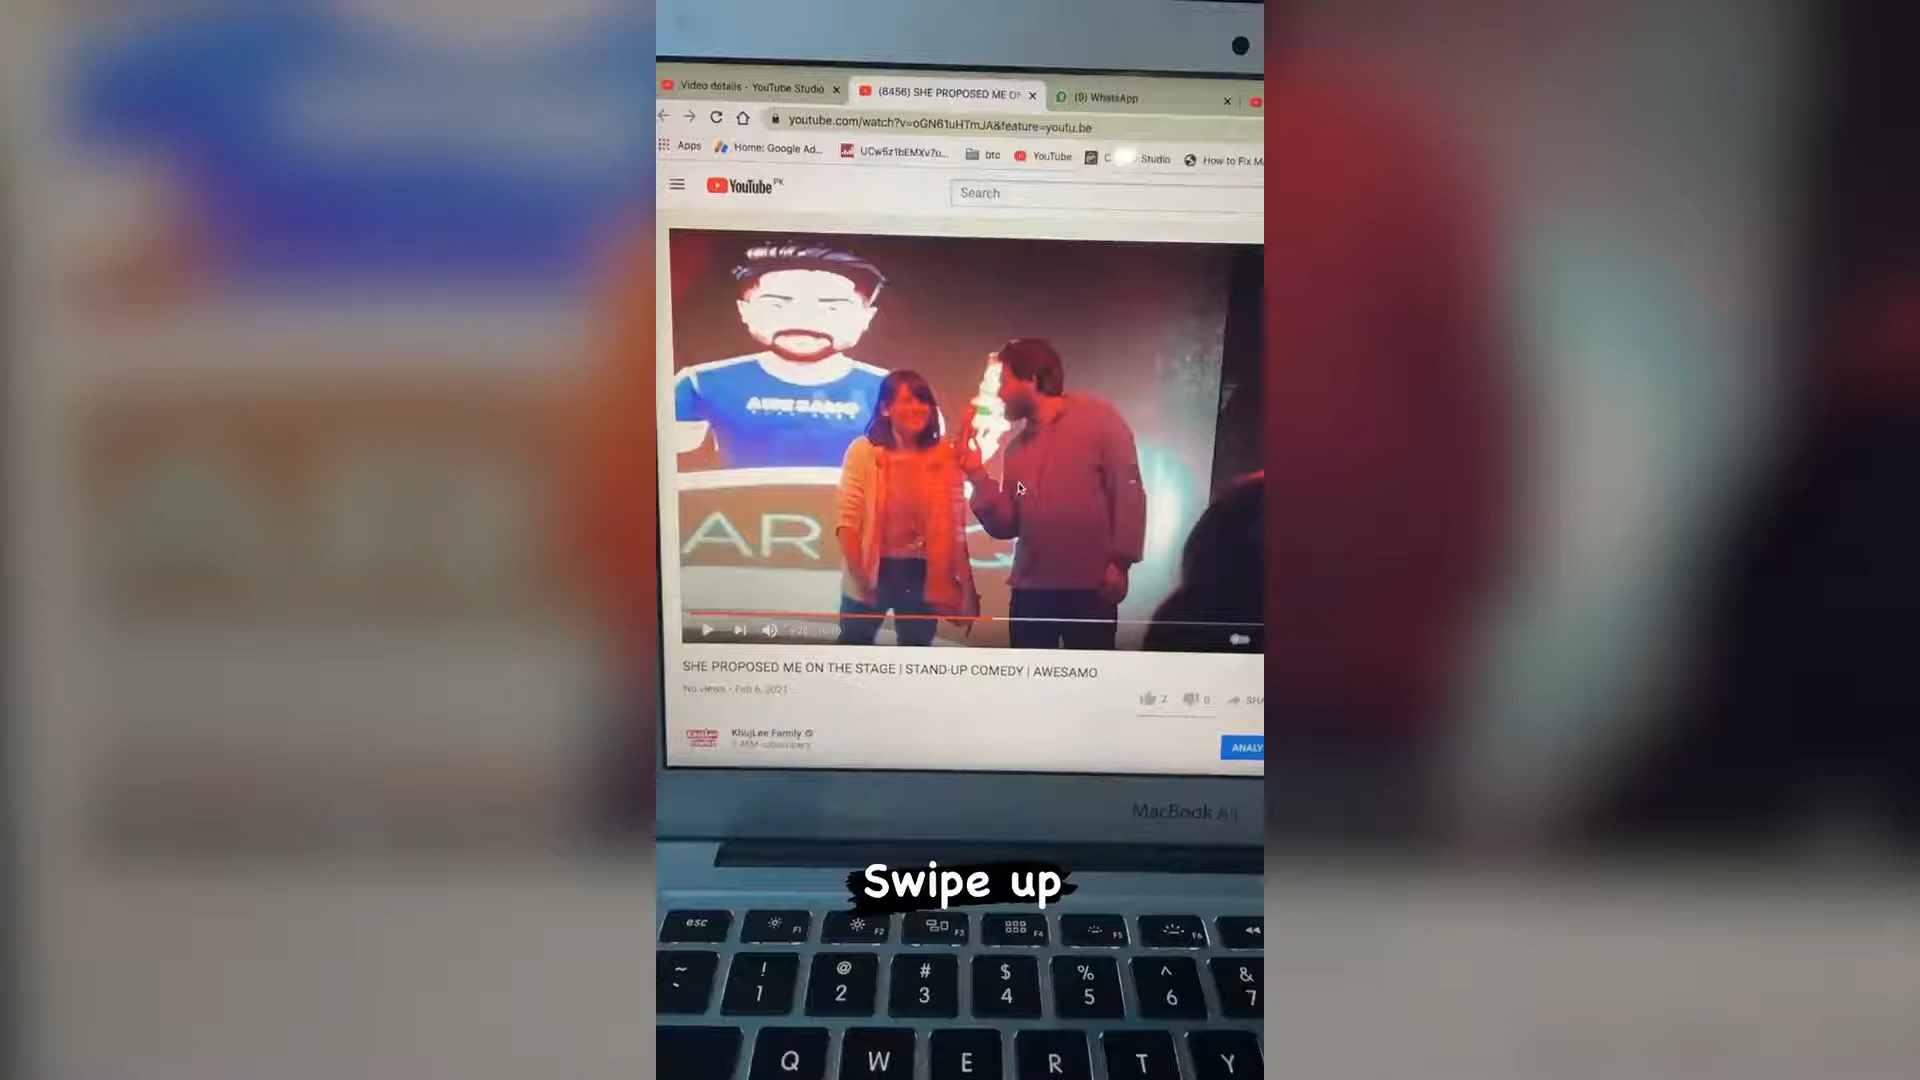 Video details - YouTube Studio
(8456) SHE PROPOSED ME ON
(9) WhatsApp
youtube.com/watch?v=oGN61uHTmJA&feature=youtu.be
Apps
Home: Google Ad...
UCw5z1bEMXv7u...
btc
YouTube
Studio
How to Fix M
YouTube PK
Search
AWESAMO
AR
SHE PROPOSED ME ON THE STAGE | STAND-UP COMEDY | AWESAMO
No views • Feb 6, 2021
2
0
SHA
KhujLee Family
subscribers
ANALY
MacBook Air
Swipe up
esc
F1
F2
F3
F4
F5
F6
~
`
!
1
@
2
#
3
$
4
%
5
^
6
&
7
Q
W
E
R
T
Y